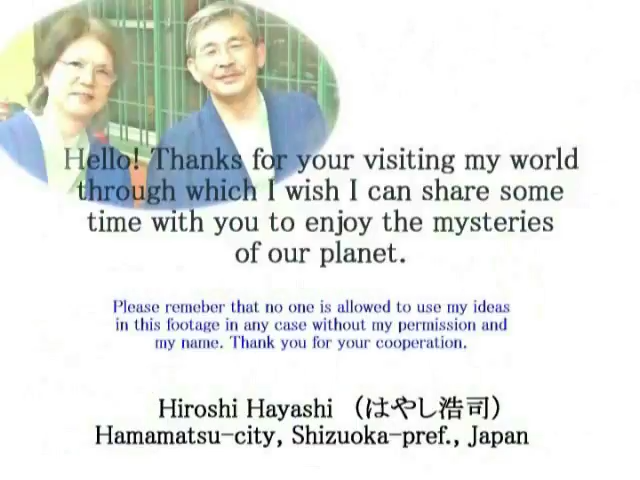 Hello! Thanks for your visiting my world
through which I wish I can share some
time with you to enjoy the mysteries
of our planet.
Please remeber that no one is allowed to use my ideas
in this footage in any case without my permission and
my name. Thank you for your cooperation.
Hiroshi Hayashi （はやし浩司）
Hamamatsu-city, Shizuoka-pref., Japan